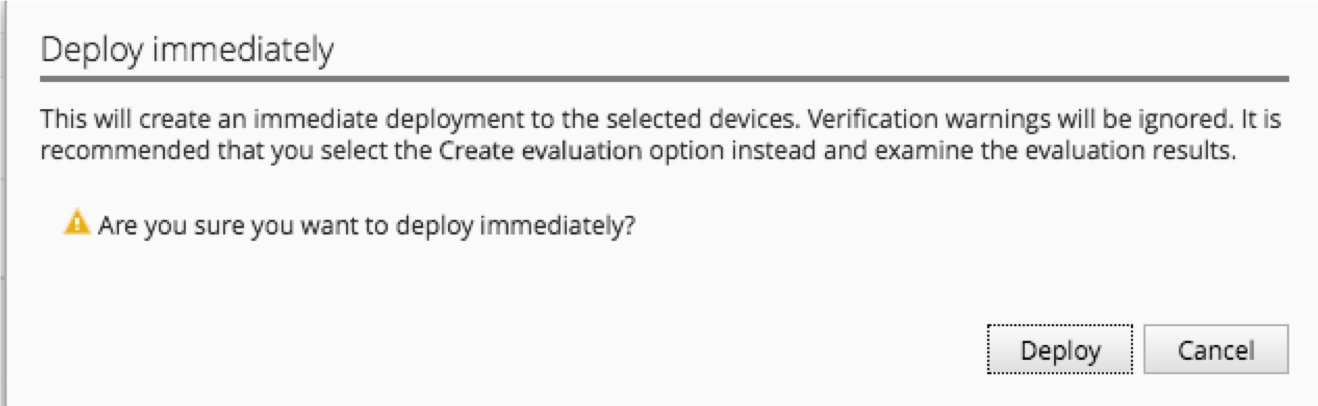 Deploy immediately
This will create an immediate deployment to the selected devices. Verification warnings will be ignored. It is
recommended that you select the Create evaluation option instead and examine the evaluation results.
Are you sure you want to deploy immediately?
Deploy Cancel